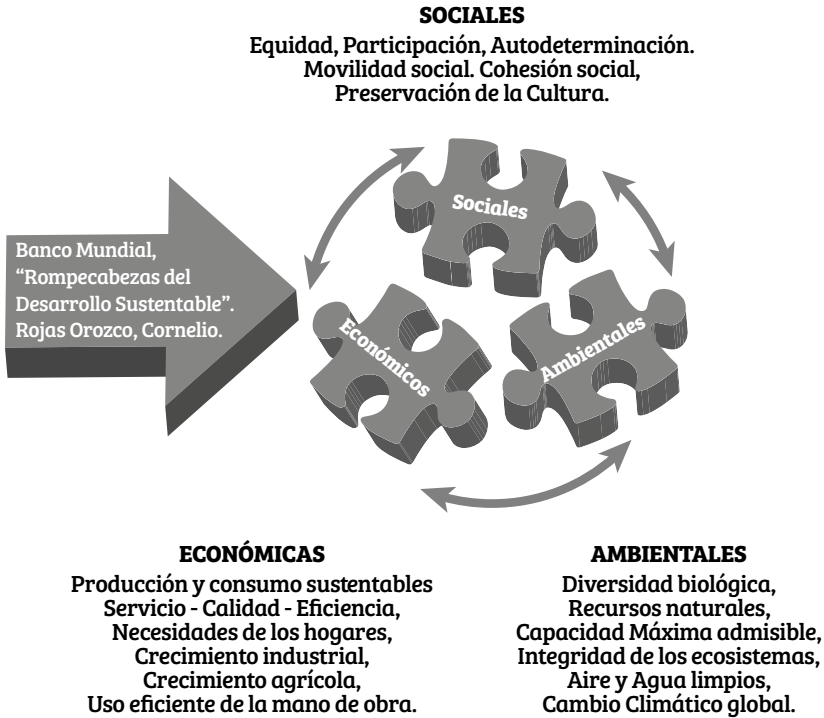 SOCIALES
Equidad, Participación, Autodeterminación.
Movilidad social. Cohesión social,
Preservación de la Cultura.
Sociales
Banco Mundial,
“Rompecabezas del
Desarrollo Sustentable”.
Rojas Orozco, Cornelio.
Económicos
Ambientales
ECONÓMICAS
Producción y consumo sustentables
Servicio - Calidad - Eficiencia,
Necesidades de los hogares,
Crecimiento industrial,
Crecimiento agrícola,
Uso eficiente de la mano de obra.
AMBIENTALES
Diversidad biológica,
Recursos naturales,
Capacidad Máxima admisible,
Integridad de los ecosistemas,
Aire y Agua limpios,
Cambio Climático global.